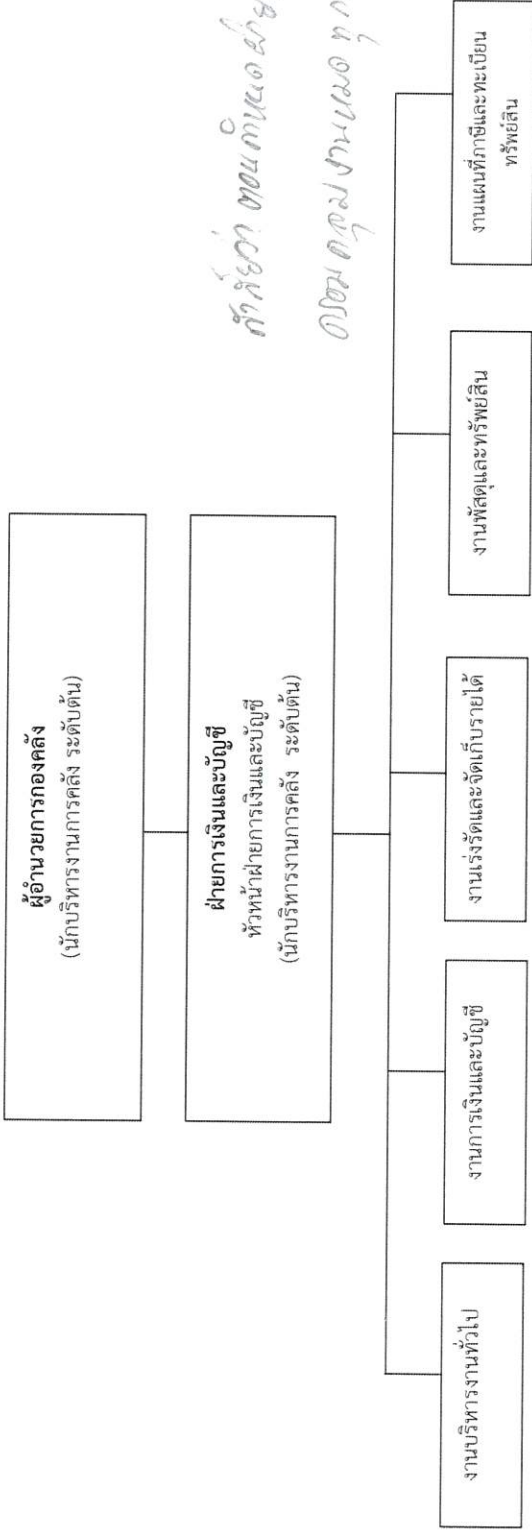 ผู้อำนวยการกองคลัง
(นักบริหารงานการคลัง ระดับต้น)
ฝ่ายการเงินและบัญชี
หัวหน้าฝ่ายการเงินและบัญชี
(นักบริหารงานการคลัง ระดับต้น)
งานบริหารงานทั่วไป
งานการเงินและบัญชี
งานเร่งรัดและจัดเก็บรายได้
งานพัสดุและทรัพย์สิน
งานแผนที่ภาษีและทะเบียน
ทรัพย์สิน